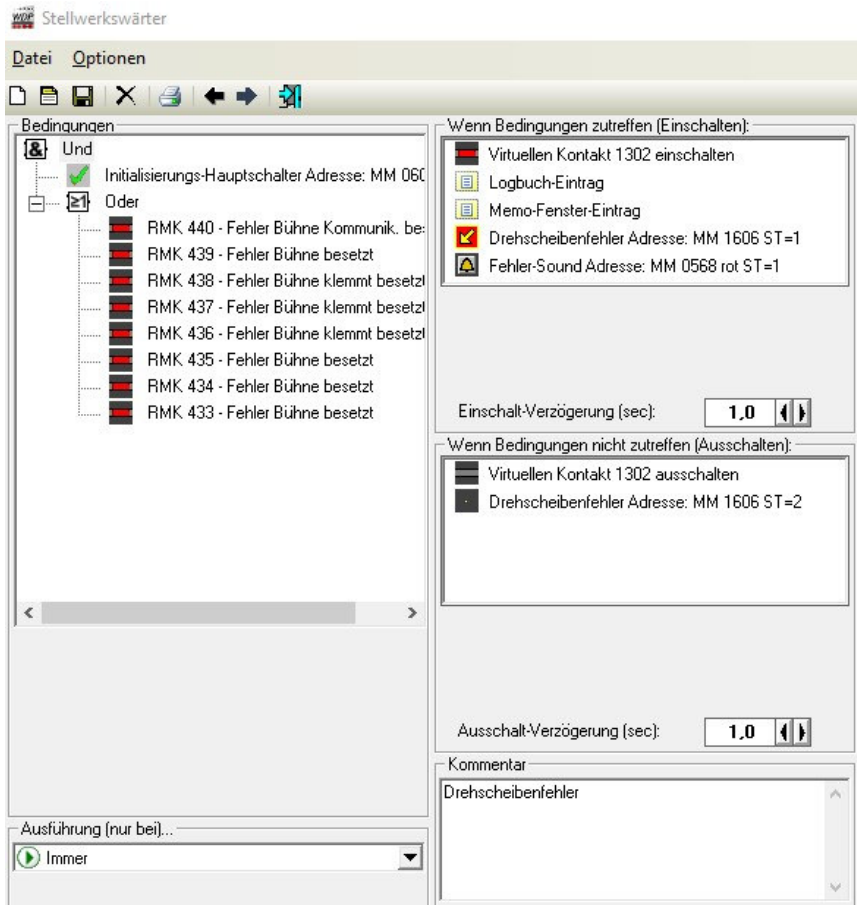 WDP Stellwerkswärter
Datei Optionen
Bedingungen
& Und
Initialisierungs-Hauptschalter Adresse: MM 060
≥1 Oder
RMK 440 - Fehler Bühne Kommunik. be
RMK 439 - Fehler Bühne besetzt
RMK 438 - Fehler Bühne klemmt besetzt
RMK 437 - Fehler Bühne klemmt besetzt
RMK 436 - Fehler Bühne klemmt besetzt
RMK 435 - Fehler Bühne besetzt
RMK 434 - Fehler Bühne besetzt
RMK 433 - Fehler Bühne besetzt
Ausführung (nur bei)...
Immer
Wenn Bedingungen zutreffen (Einschalten):
Virtuellen Kontakt 1302 einschalten
Logbuch-Eintrag
Memo-Fenster-Eintrag
Drehscheibenfehler Adresse: MM 1606 ST=1
Fehler-Sound Adresse: MM 0568 rot ST=1
Einschalt-Verzögerung (sec): 1,0
Wenn Bedingungen nicht zutreffen (Ausschalten):
Virtuellen Kontakt 1302 ausschalten
Drehscheibenfehler Adresse: MM 1606 ST=2
Ausschalt-Verzögerung (sec): 1,0
Kommentar
Drehscheibenfehler